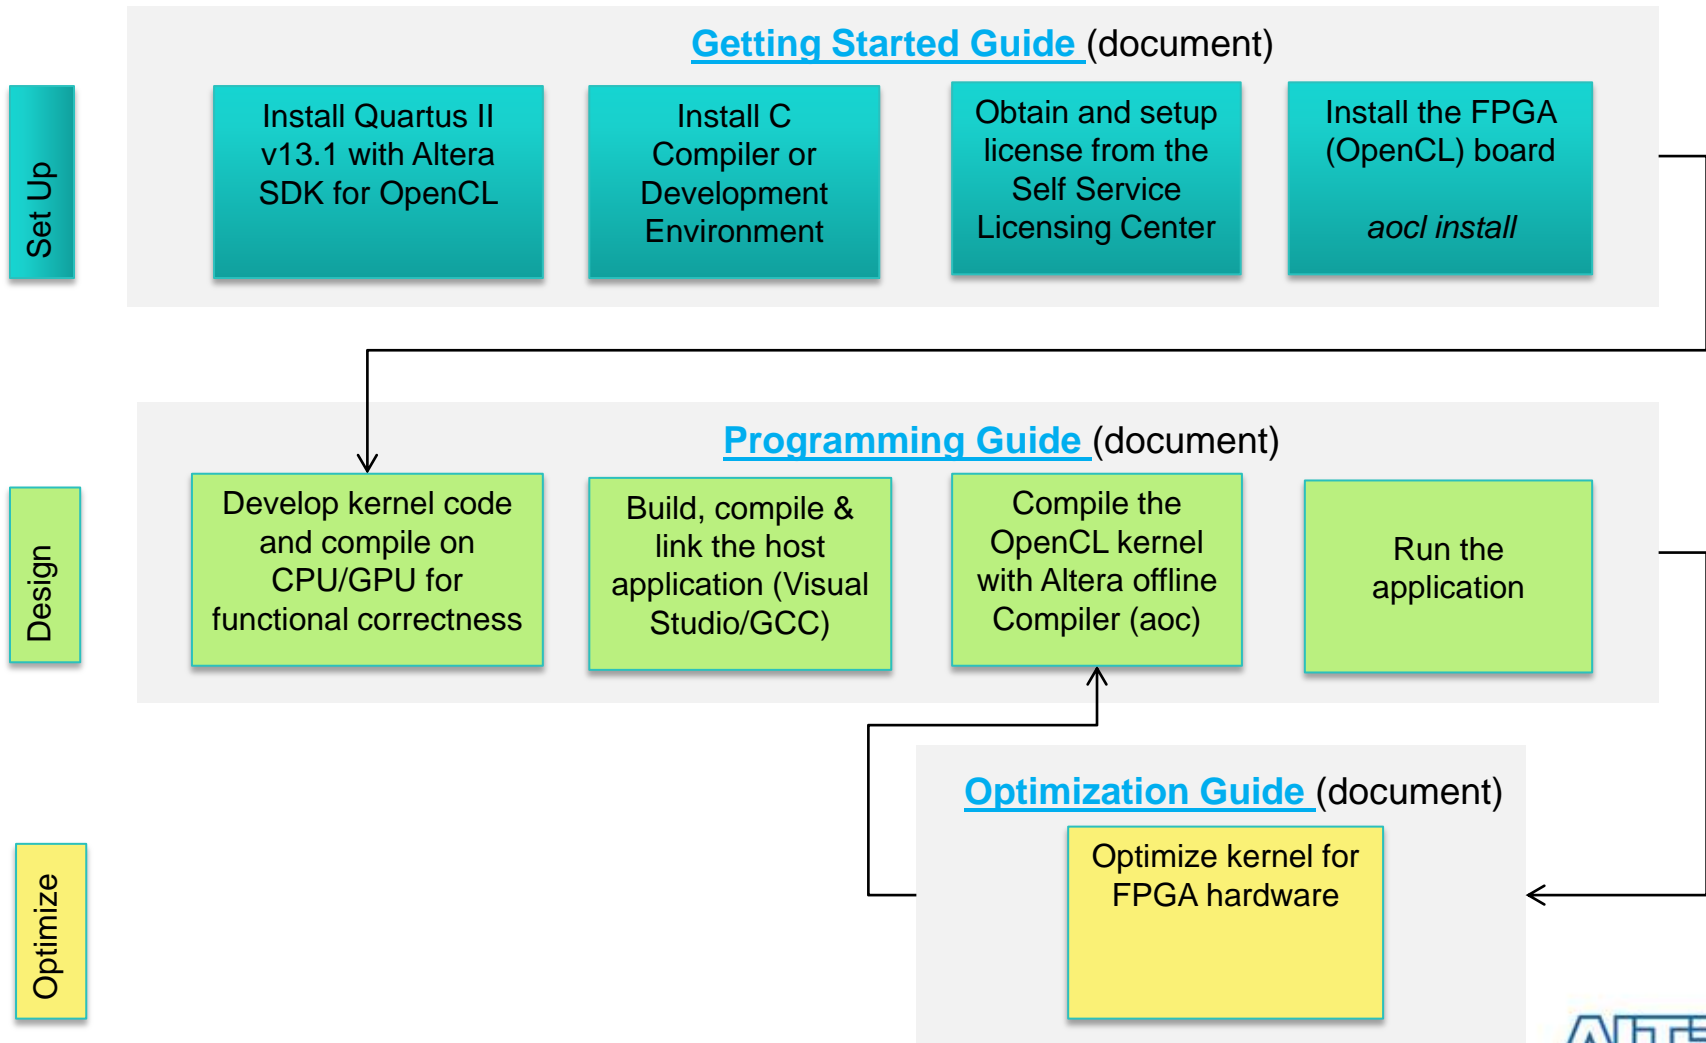 Getting Started Guide (document)
Set Up
Install Quartus II
v13.1 with Altera
SDK for OpenCL
Install C
Compiler or
Development
Environment
Obtain and setup
license from the
Self Service
Licensing Center
Install the FPGA
(OpenCL) board
aocl install
Programming Guide (document)
Design
Develop kernel code
and compile on
CPU/GPU for
functional correctness
Build, compile &
link the host
application (Visual
Studio/GCC)
Compile the
OpenCL kernel
with Altera offline
Compiler (aoc)
Run the
application
Optimization Guide (document)
Optimize
Optimize kernel for
FPGA hardware